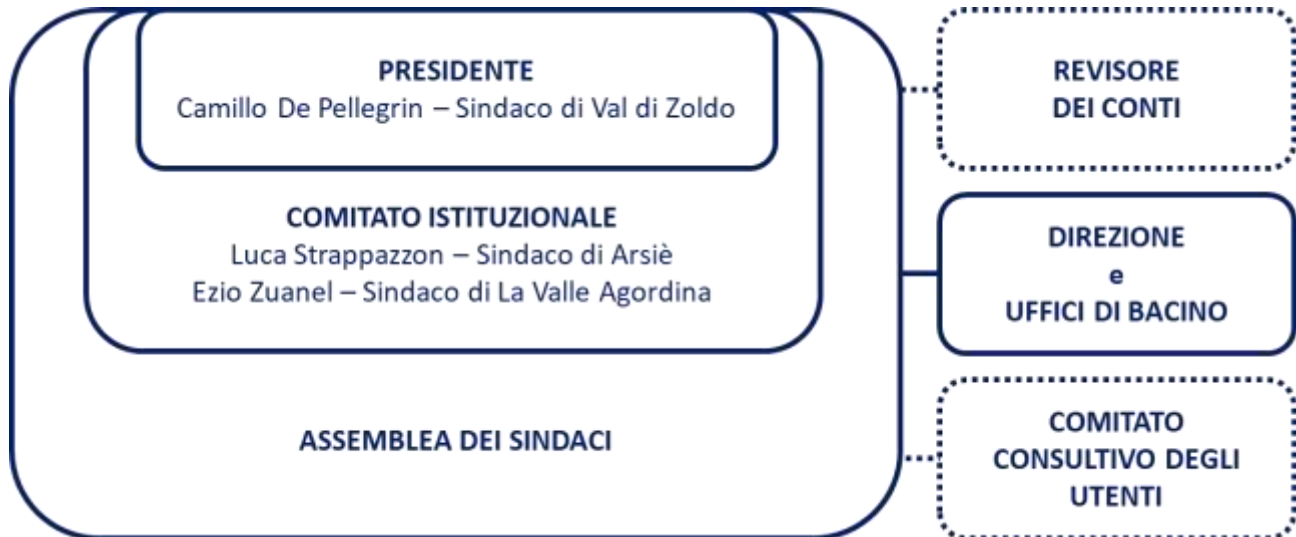 PRESIDENTE
Camillo De Pellegrin – Sindaco di Val di Zoldo
COMITATO ISTITUZIONALE
Luca Strappazzon – Sindaco di Arsiè
Ezio Zuanel – Sindaco di La Valle Agordina
ASSEMBLEA DEI SINDACI
REVISORE
DEI CONTI
DIREZIONE
e
UFFICI DI BACINO
COMITATO
CONSULTIVO DEGLI
UTENTI